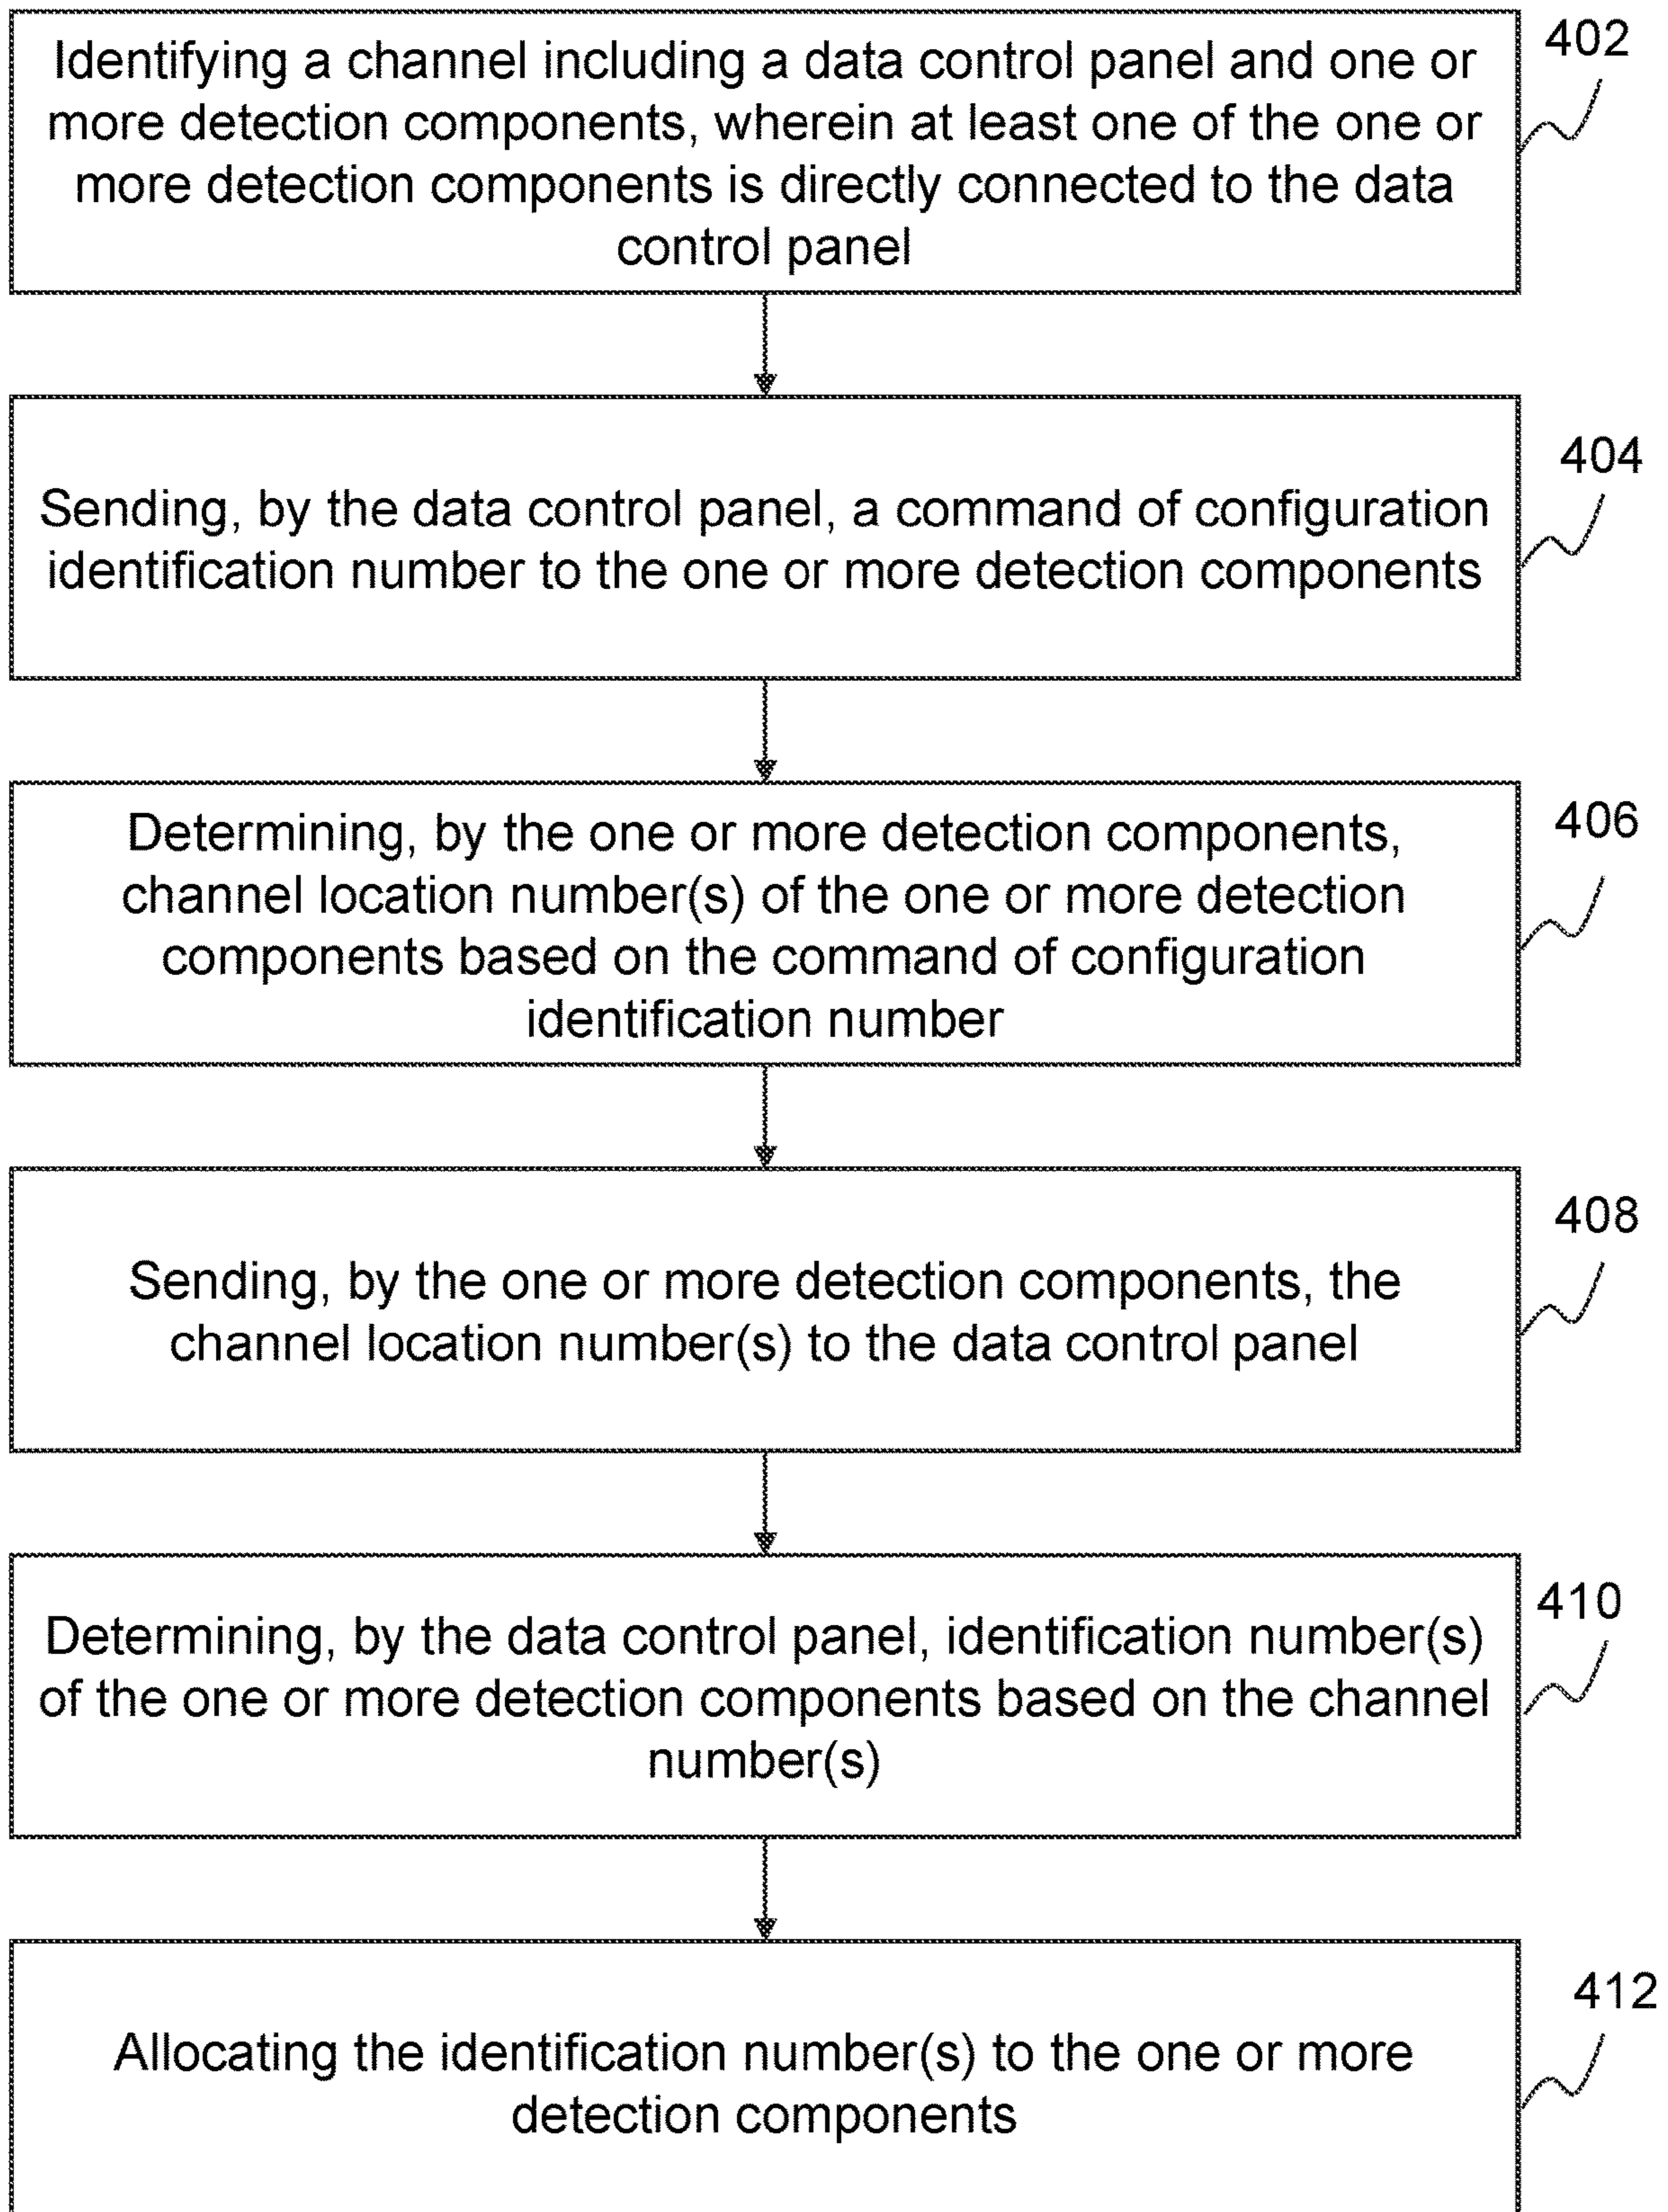 Identifying a channel including a data control panel and one or
more detection components, wherein at least one of the one or
more detection components is directly connected to the data
control panel
402
Sending, by the data control panel, a command of configuration
identification number to the one or more detection components
404
Determining, by the one or more detection components,
channel location number(s) of the one or more detection
components based on the command of configuration
identification number
406
Sending, by the one or more detection components, the
channel location number(s) to the data control panel
408
Determining, by the data control panel, identification number(s)
of the one or more detection components based on the channel
number(s)
410
Allocating the identification number(s) to the one or more
detection components
412